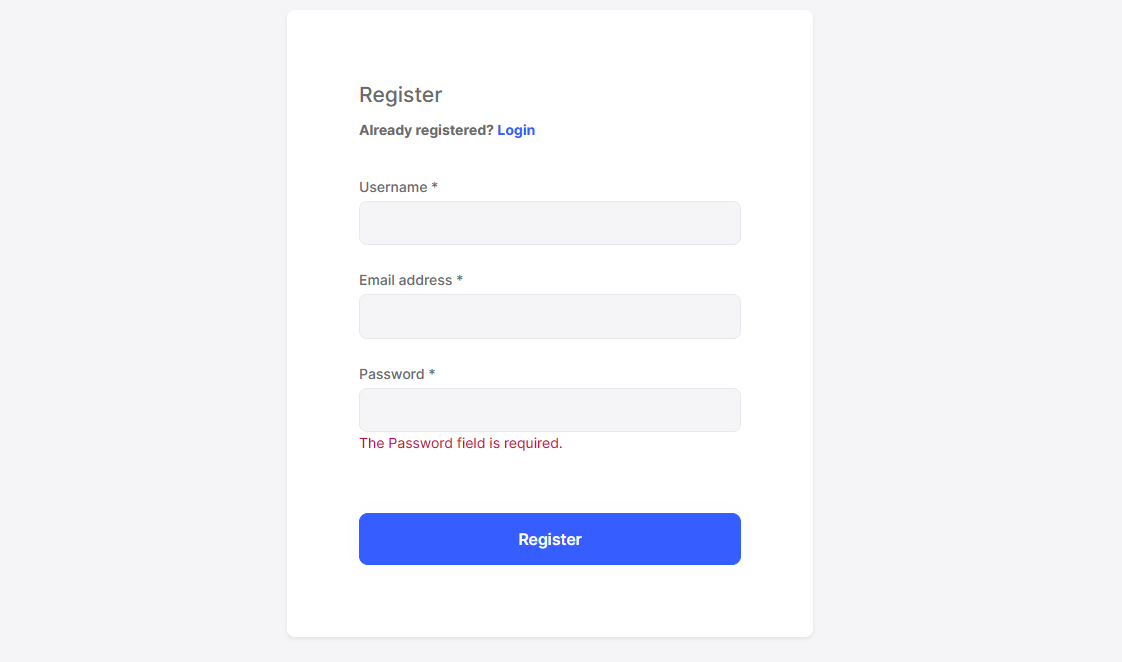 Register
Already registered? Login
Username *
Email address *
Password *
The Password field is required.
Register